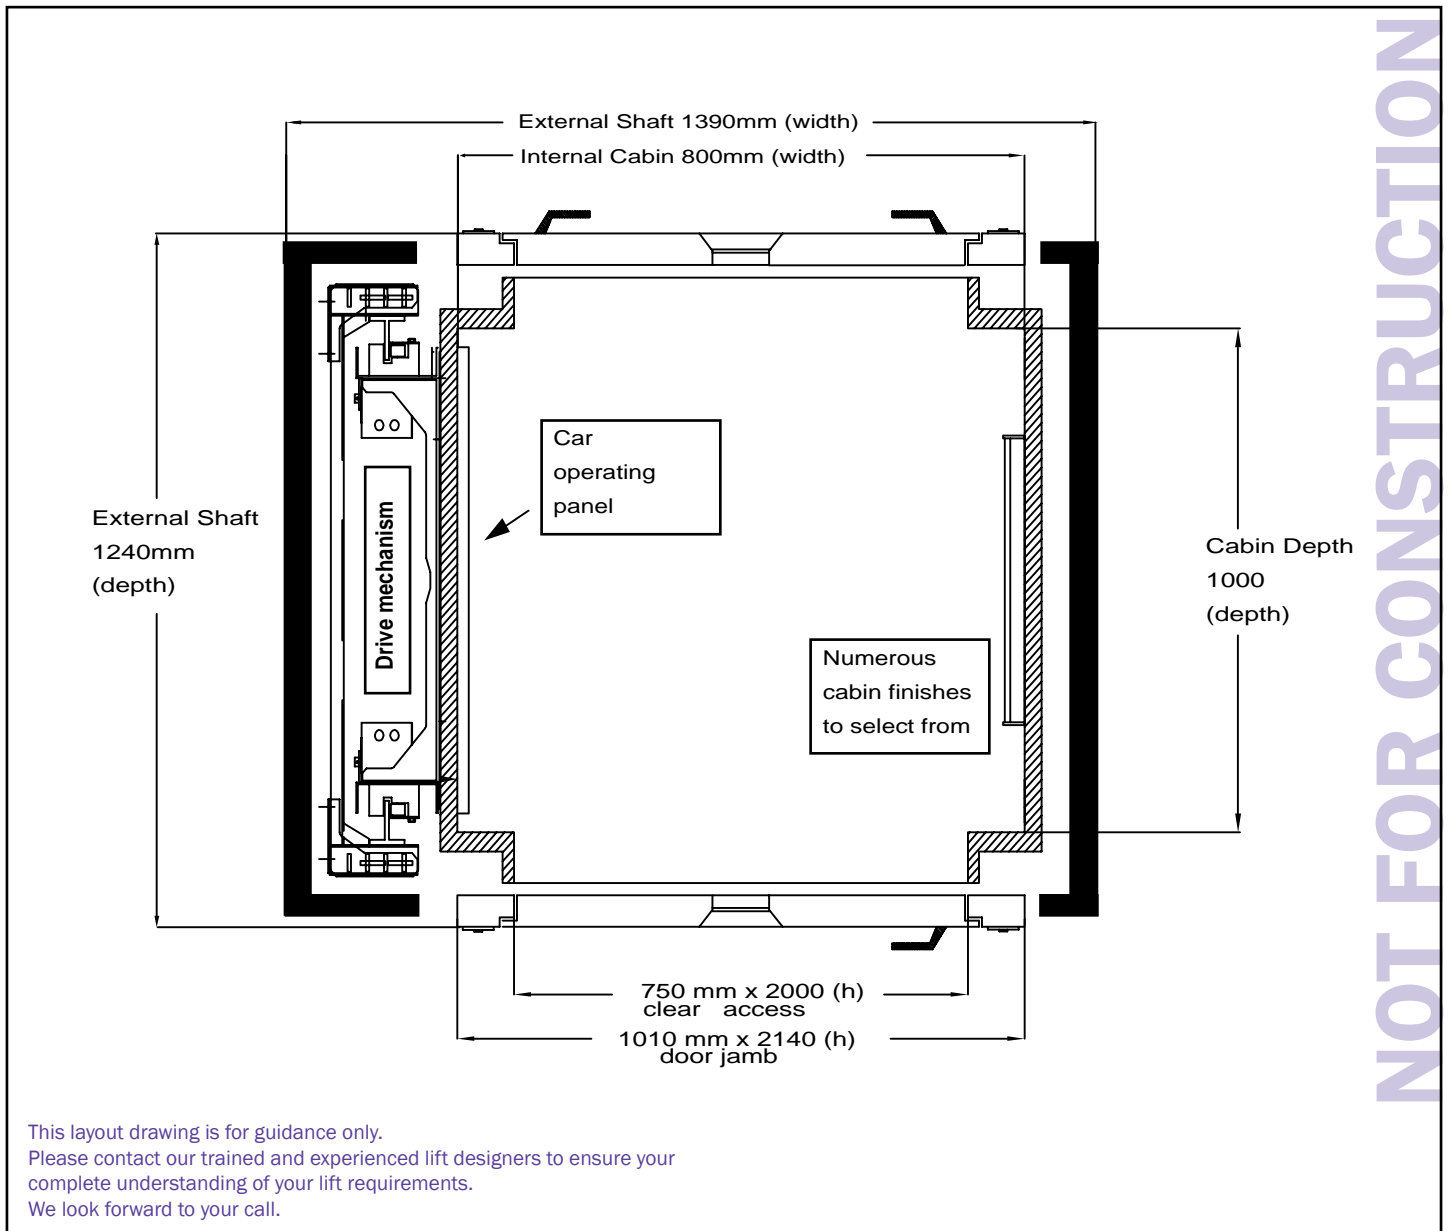 External Shaft 1390mm (width)
Internal Cabin 800mm (width)
Car
operating
panel
External Shaft
1240mm
(depth)
Drive mechanism
Cabin Depth
1000
(depth)
Numerous
cabin finishes
to select from
750 mm x 2000 (h)
clear access
1010 mm x 2140 (h)
door jamb
NOT FOR CONSTRUCTION
This layout drawing is for guidance only.
Please contact our trained and experienced lift designers to ensure your
complete understanding of your lift requirements.
We look forward to your call.